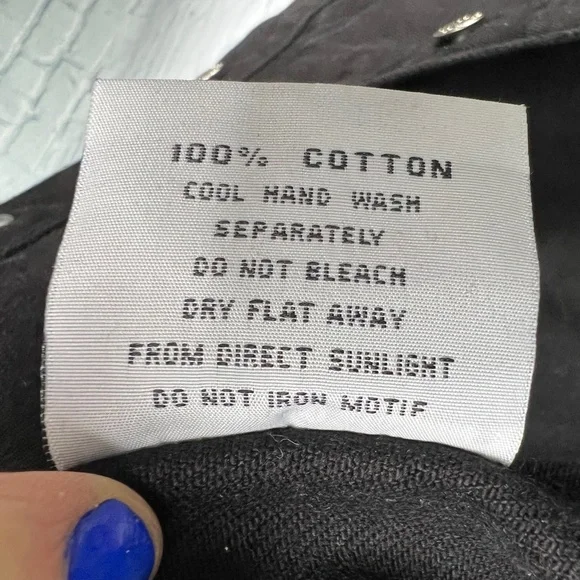 100% COTTON
COOL HAND WASH
SEPARATELY
DO NOT BLEACH
DRY FLAT AWAY
FROM DIRECT SUNLIGHT
DO NOT IRON MOTIF